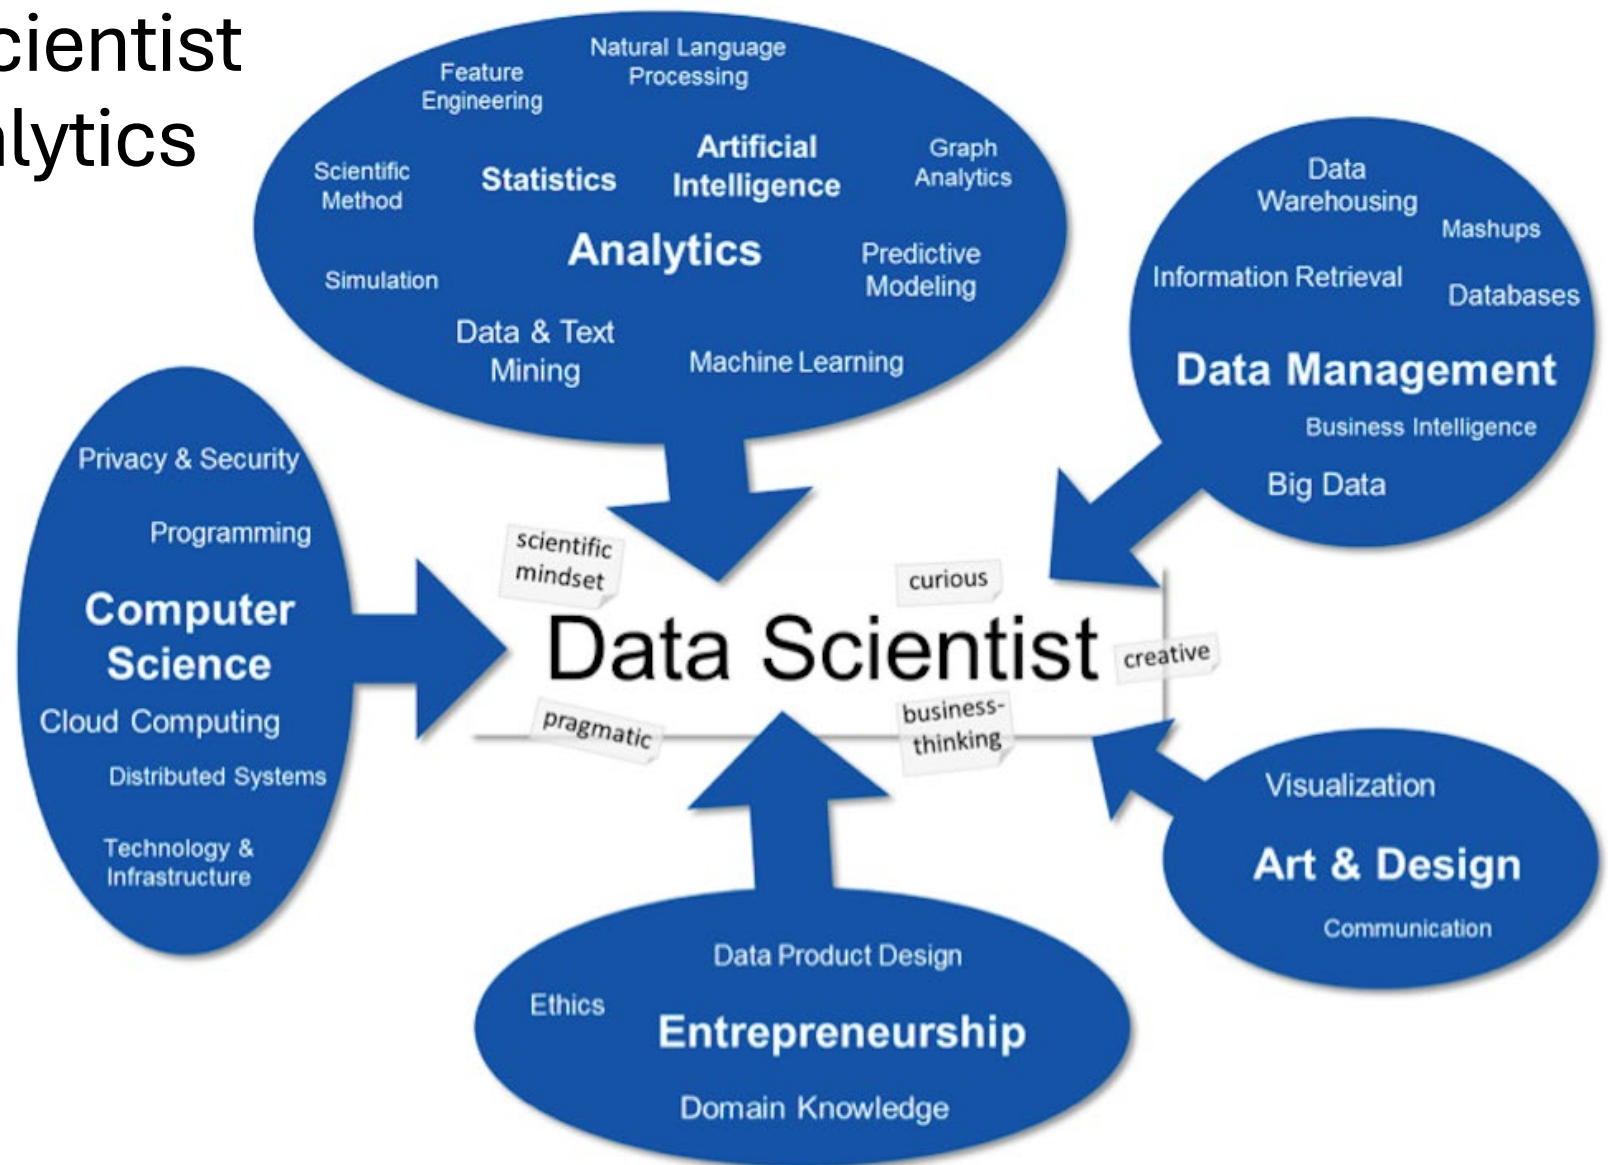 cientist
lytics
Natural Language
Processing
Feature
Engineering
Artificial
Intelligence
Graph
Analytics
Scientific
Method
Statistics
Analytics
Predictive
Modeling
Simulation
Data & Text
Mining
Machine Learning
Data
Warehousing
Mashups
Information Retrieval
Databases
Data Management
Business Intelligence
Big Data
Privacy & Security
Programming
Computer
Science
Cloud Computing
Distributed Systems
Technology &
Infrastructure
scientific
mindset
curious
Data Scientist
creative
pragmatic
business-
thinking
Visualization
Art & Design
Communication
Data Product Design
Ethics
Entrepreneurship
Domain Knowledge